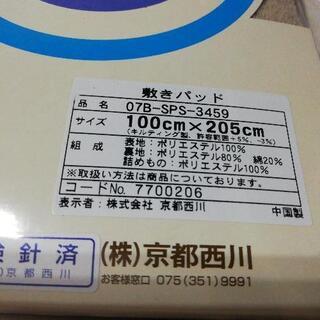 敷きパッド
品名 07B-SPS-3459
サイズ 100cm×205cm
(キルティング製、許容範囲+5%、-3%)
組成 表地:ポリエステル100%
裏地:ポリエステル80% 綿20%
詰めもの:ポリエステル100%
※取扱い方法は商品に記載してあります。
コードNo. 7700206
表示者:株式会社 京都西川 中国製
検針済
京都西川
(株)京都西川
お客様窓口 075(351)9991